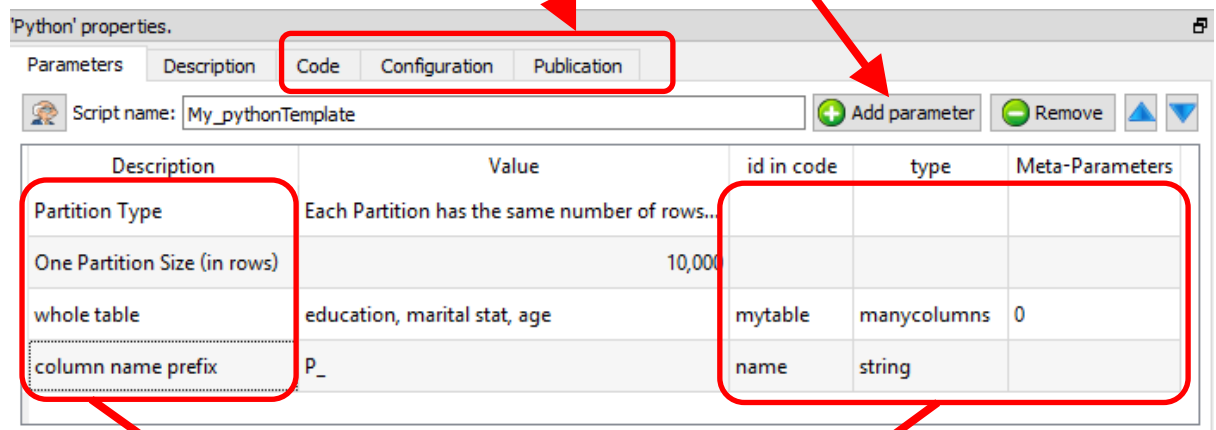 'Python' properties.
Parameters Description Code Configuration Publication
Script name: My_pythonTemplate Add parameter Remove
Description Value id in code type Meta-Parameters
Partition Type Each Partition has the same number of rows...
One Partition Size (in rows) 10,000
whole table education, marital stat, age mytable manycolumns 0
column name prefix P_ name string